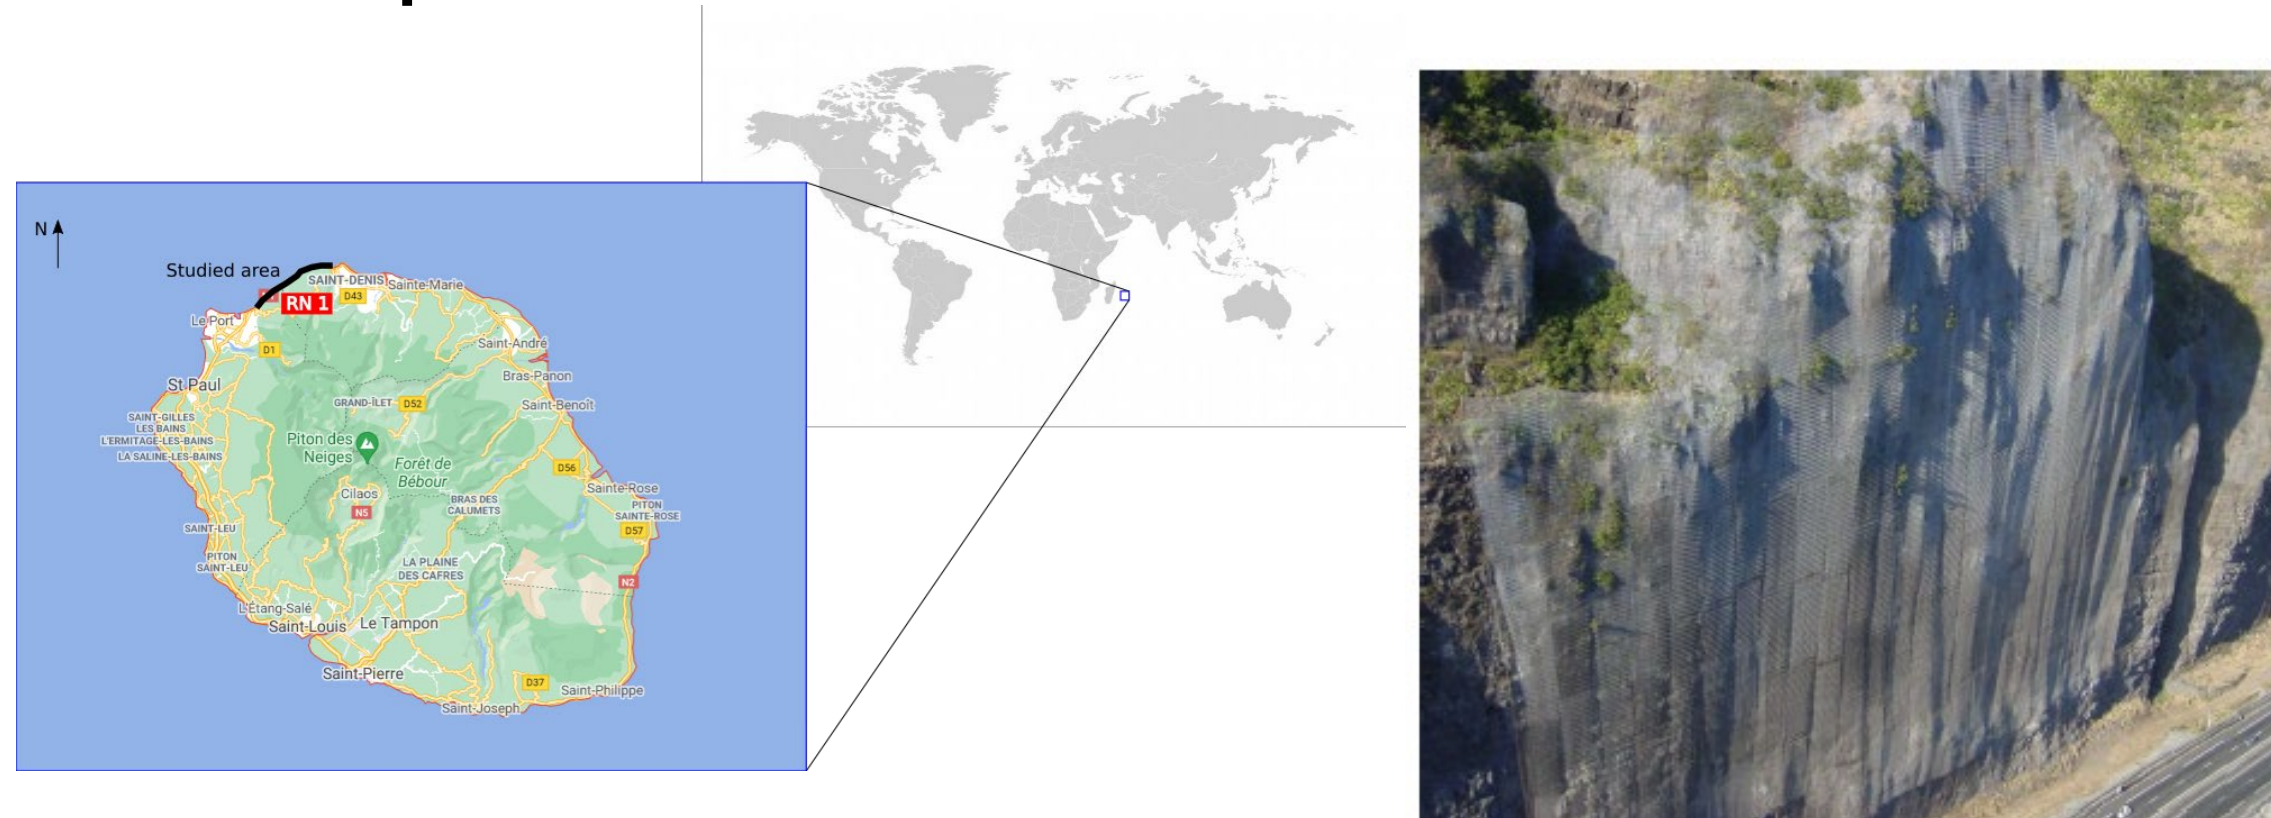 N
Studied area
SAINT-DENIS
Sainte-Marie
D43
RN 1
Le Port
D1
Saint-André
Bras-Panon
St Paul
GRAND-ÎLET
D52
Saint-Benoît
SAINT-GILLES
LES BAINS
L'ERMITAGE-LES-BAINS
LA SALINE-LES-BAINS
Piton des
Neiges
Forêt de
Bébour
D56
Cilaos
Sainte-Rose
BRAS DES
CALUMETS
PITON
SAINTE-ROSE
N5
SAINT-LEU
D57
PITON
SAINT-LEU
LA PLAINE
DES CAFRES
N2
L'Étang-Salé
Saint-Louis
Le Tampon
Saint-Pierre
D37
Saint-Philippe
Saint-Joseph